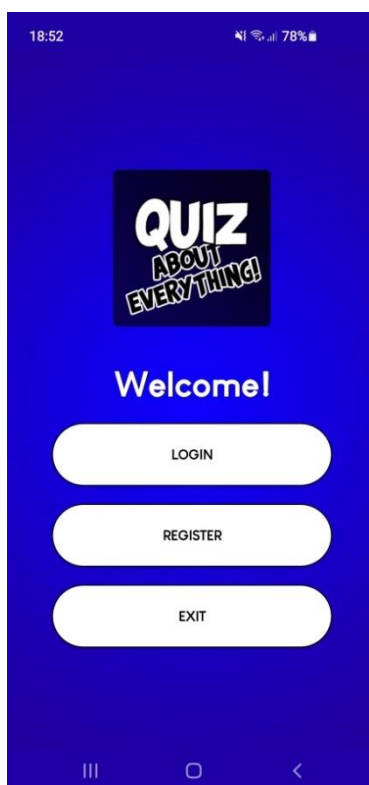 18:52
78%
QUIZ
ABOUT
EVERYTHING!
Welcome!
LOGIN
REGISTER
EXIT